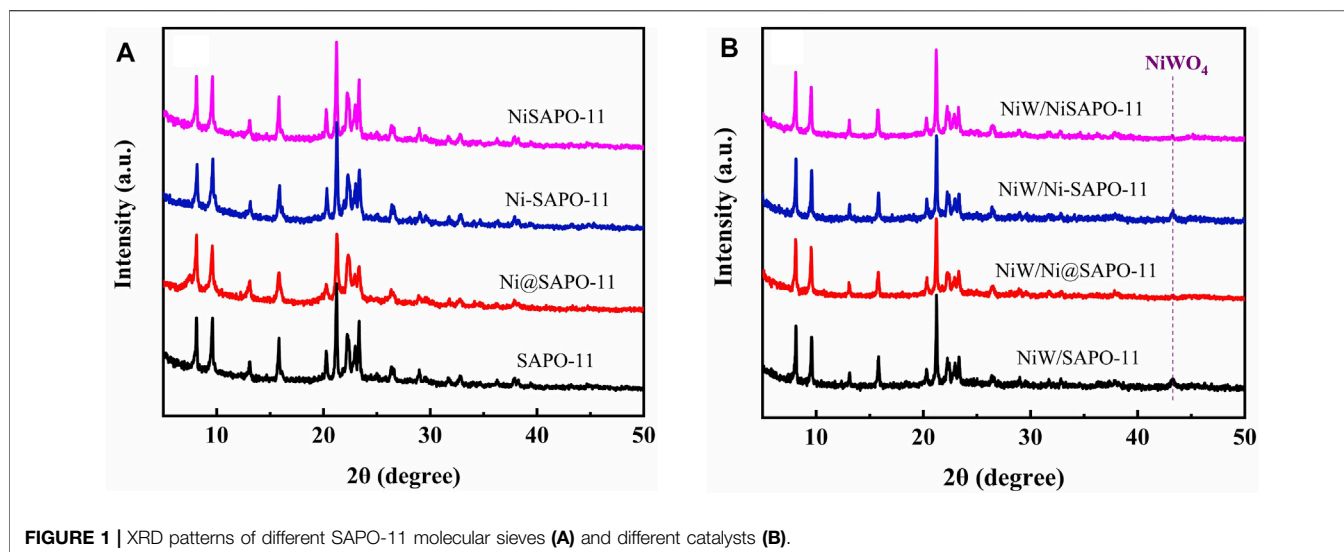 A
NiSAPO-11
Ni-SAPO-11
Ni@SAPO-11
SAPO-11
Intensity (a.u.)
10 20 30 40 50
2θ (degree)
B
NiWO₄
NiW/NiSAPO-11
NiW/Ni-SAPO-11
NiW/Ni@SAPO-11
NiW/SAPO-11
Intensity (a.u.)
10 20 30 40 50
2θ (degree)
FIGURE 1 | XRD patterns of different SAPO-11 molecular sieves (A) and different catalysts (B).